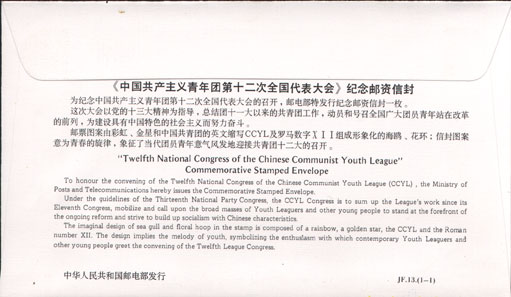 《中国共产主义青年团第十二次全国代表大会》纪念邮资信封
为纪念中国共产主义青年团第十二次全国代表大会的召开，邮电部特发行纪念邮资信封一枚。
这次大会以党的十三大精神为指导，总结团十一大以来的共青团工作，动员和号召全国广大团员青年站在改革
的前列，为建设具有中国特色的社会主义而努力奋斗。
邮票图案由彩虹、金星和中国共青团的英文缩写CCYL及罗马数字XII组成形象化的海鸥、花环；信封图案
意为青春的旋律，象征了当代团员青年意气风发地迎接共青团十二大的召开。
"Twelfth National Congress of the Chinese Communist Youth League"
Commemorative Stamped Envelope
To honour the convening of the Twelfth National Congress of the Chinese Communist Youth League (CCYL) , the Ministry of
Posts and Telecommunications hereby issues the Commemorative Stamped Envelope.
Under the guidelines of the Thirteenth National Party Congress, the CCYL Congress is to sum up the League's work since its
Eleventh Congress, mobilize and call upon the broad masses of Youth Leaguers and other young people to stand at the forefront of
the ongoing reform and strive to build up socialism with Chinese characteristics.
The imaginal design of sea gull and floral hoop in the stamp is composed of a rainbow, a golden star, the CCYL and the Roman
number XII. The design implies the melody of youth, symbolizing the enthusiasm with which contemporary Youth Leaguers and
other young people greet the convening of the Twelfth League Congress.
中华人民共和国邮电部发行
JF.13.(1-1)